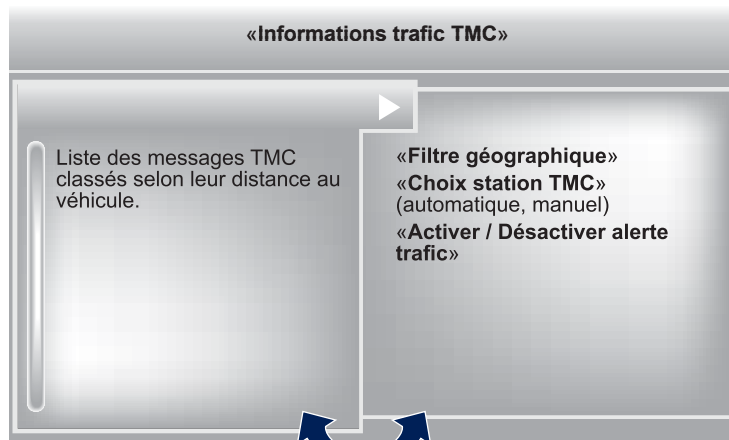 «Informations trafic TMC»
Liste des messages TMC
classés selon leur distance au
véhicule.
«Filtre géographique»
«Choix station TMC»
(automatique, manuel)
«Activer / Désactiver alerte
trafic»